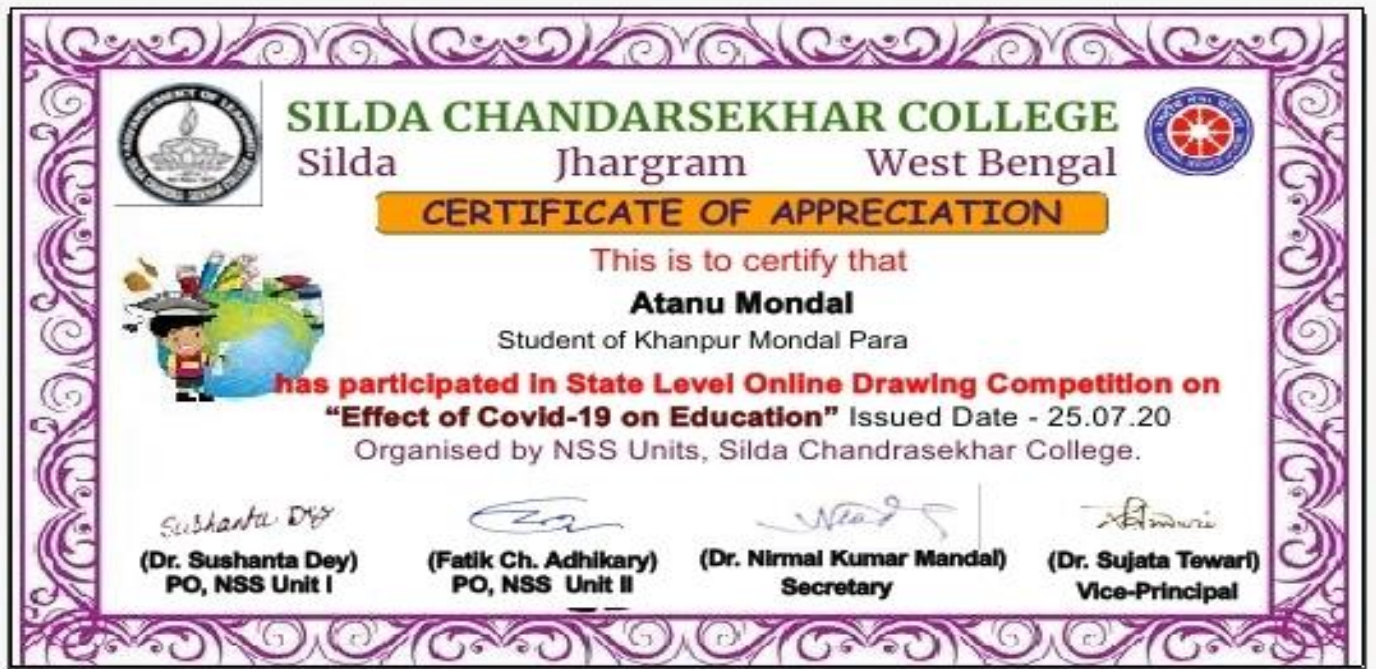 SILDA CHANDARSEKHAR COLLEGE
Silda Jhargram West Bengal
CERTIFICATE OF APPRECIATION
This is to certify that
Atanu Mondal
Student of Khanpur Mondal Para
has participated in State Level Online Drawing Competition on
“Effect of Covid-19 on Education” Issued Date - 25.07.20
Organised by NSS Units, Silda Chandrasekhar College.
Sushanta Dey
(Dr. Sushanta Dey) (Fatik Ch. Adhikary) (Dr. Nirmal Kumar Mandal) (Dr. Sujata Tewari)
PO, NSS Unit I PO, NSS Unit II Secretary Vice-Principal